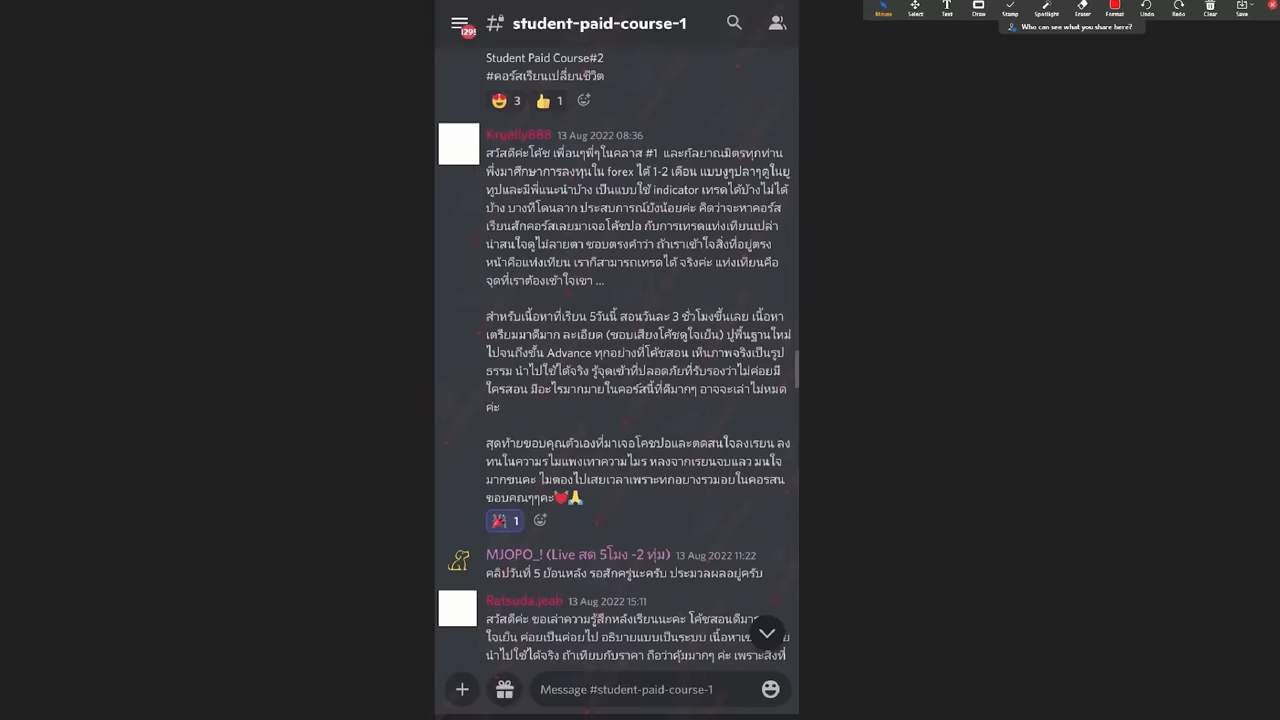 Mouse Select Text Draw Stamp Spotlight Eraser Format Undo Redo Clear Save
Who can see what you share here?
student-paid-course-1
Student Paid Course#2
#คอร์สเรียนเปลี่ยนชีวิต
3 1
13 Aug 2022 08:36
สวัสดีค่ะโค้ช เพื่อนๆพี่ๆในคลาส #1 และกัลยาณมิตรทุกท่าน
พึ่งมาศึกษาการลงทุนใน forex ได้ 1-2 เดือน แบบงูๆปลาๆดูในยู
ทูปและมีพี่แนะนำบ้าง เป็นแบบใช้ indicator เทรดได้บ้างไม่ได้
บ้าง บางทีโดนลาก ประสบการณ์ยังน้อยค่ะ คิดว่าจะหาคอร์ส
เรียนสักคอร์สเลยมาเจอโค้ชปอ กับการเทรดแท่งเทียนเปล่า
น่าสนใจดูไม่ลายตา ชอบตรงคำว่า ถ้าเราเข้าใจสิ่งที่อยู่ตรง
หน้าคือแท่งเทียน เราก็สามารถเทรดได้ จริงค่ะ แท่งเทียนคือ
จุดที่เราต้องเข้าใจเขา ...
สำหรับเนื้อหาที่เรียน 5วันนี้ สอนวันละ 3 ชั่วโมงขึ้นเลย เนื้อหา
เตรียมมาดีมาก ละเอียด (ชอบเสียงโค้ชดูใจเย็น) ปูพื้นฐานใหม่
ไปจนถึงขั้น Advance ทุกอย่างที่โค้ชสอน เห็นภาพจริงเป็นรูป
ธรรม นำไปใช้ได้จริง รู้จุดเข้าที่ปลอดภัยที่รับรองว่าไม่ค่อยมี
ใครสอน มีอะไรมากมายในคอร์สนี้ที่ดีมากๆ อาจจะเล่าไม่หมด
ค่ะ
สุดท้ายขอบคุณตัวเองที่มาเจอโคชปอและตดสนใจลงเรียน ลง
ทนในความรไมแพงเทาความไมร หลงจากเรียนจบแลว มนใจ
มากขนคะ ไมตองไปเสยเวลาเพราะทกอยางรวมอยในคอรสน
ขอบคณๆๆคะ
1
MJOPO_! (Live สด 5โมง -2 ทุ่ม) 13 Aug 2022 11:22
คลิปวันที่ 5 ย้อนหลัง รอสักครู่นะครับ ประมวลผลอยู่ครับ
Ratsuda.jeab 13 Aug 2022 15:11
สวัสดีค่ะ ขอเล่าความรู้สึกหลังเรียนนะคะ โค้ชสอนดีมาก
ใจเย็น ค่อยเป็นค่อยไป อธิบายแบบเป็นระบบ
นำไปใช้ได้จริง ถ้าเทียบกับราคา ถือว่าคุ้มมากๆ ค่ะ เพราะสิ่งที่
Message #student-paid-course-1